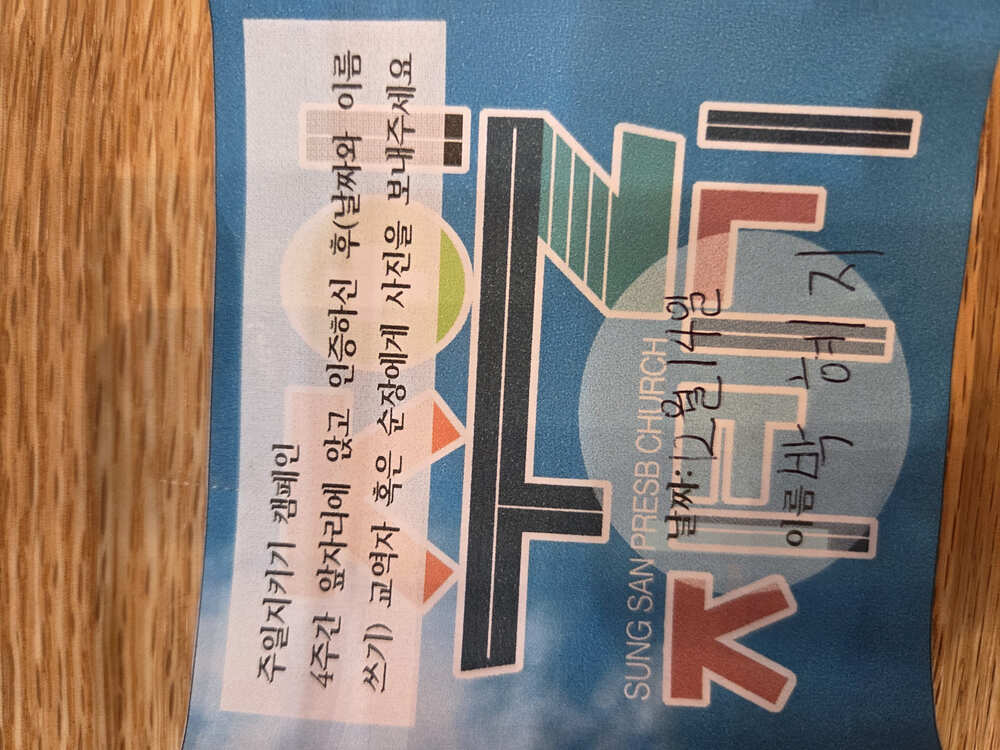 주일지키기 캠페인
4주간 앞자리에 앉고 인증하신 후(날짜와 이름
쓰기) 교역자 혹은 순장에게 사진을 보내주세요
SUNG SAN PRESB CHURCH
날짜: 12월 14일
이름 박혜지